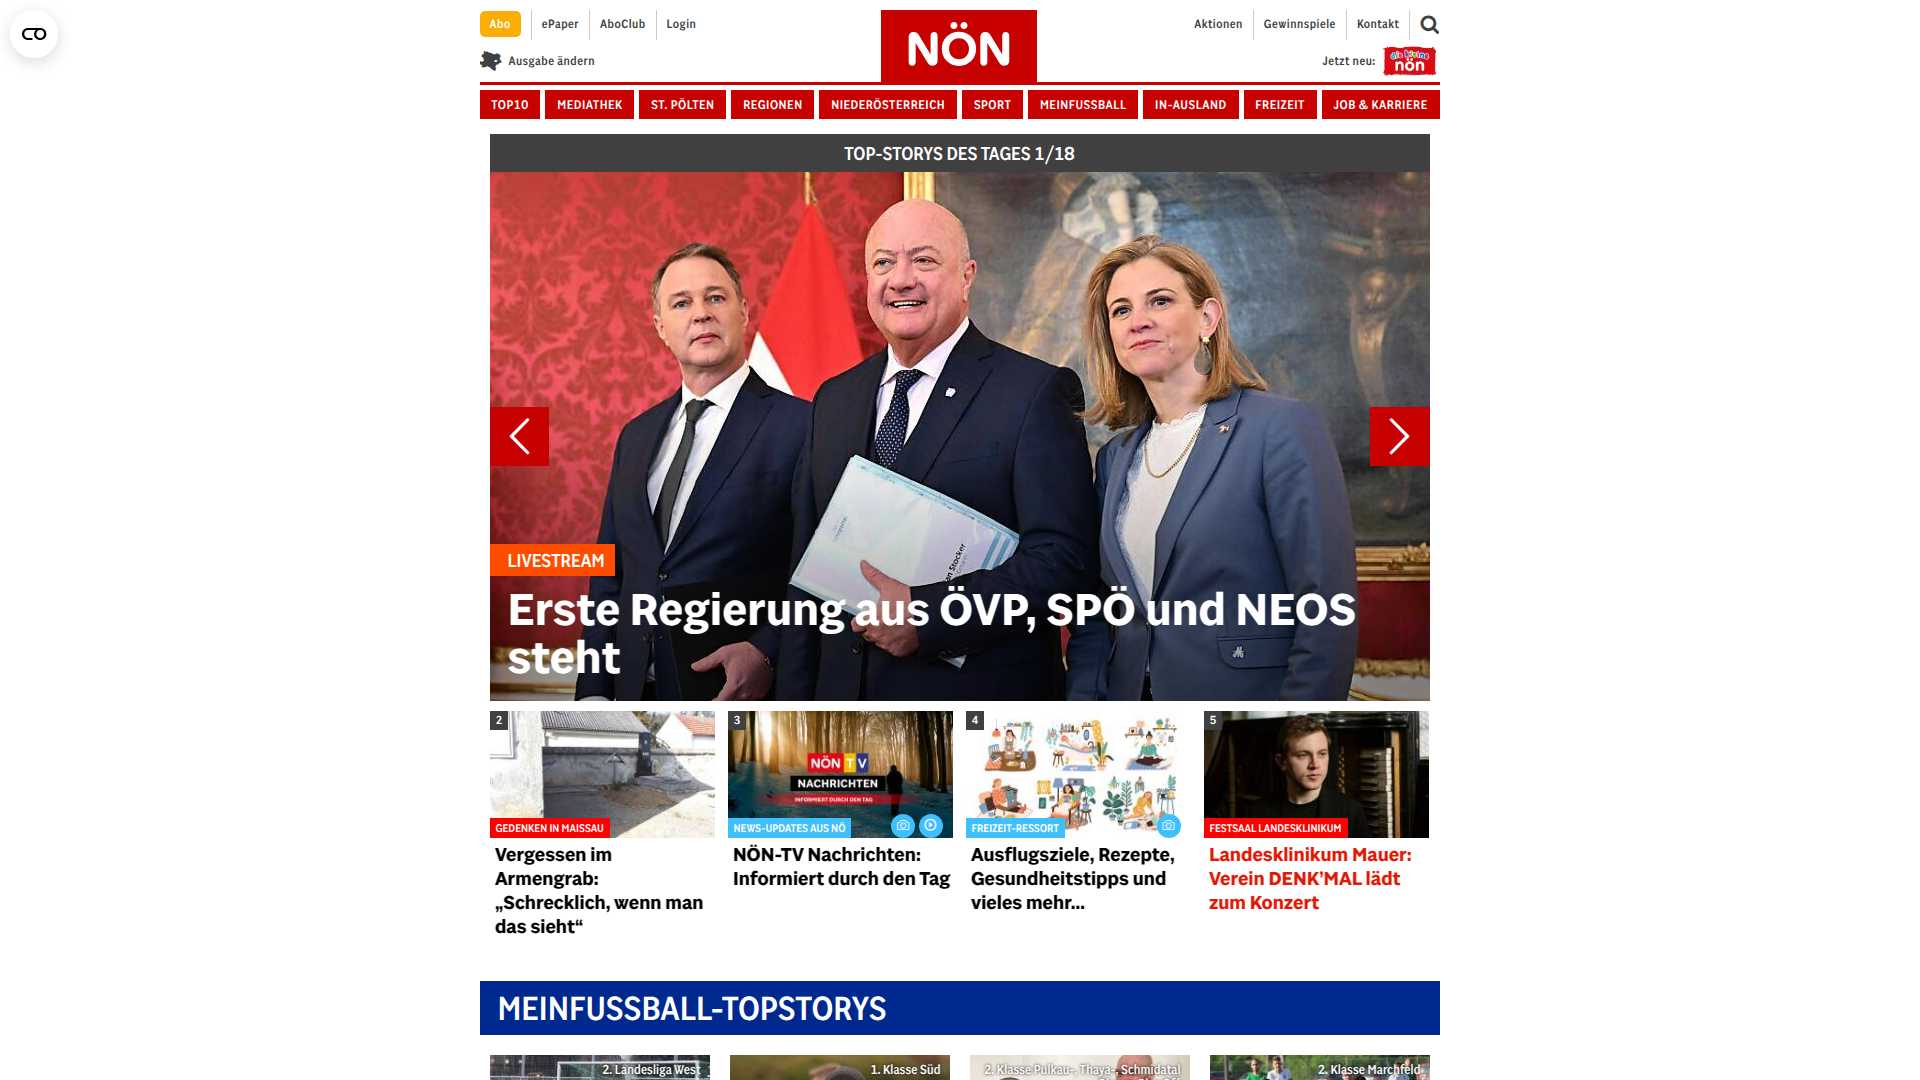 Abo
ePaper
AboClub
Login
NÖN
Aktionen
Gewinnspiele
Kontakt
Ausgabe ändern
Jetzt neu:
die kleine
nön
TOP10
MEDIATHEK
ST. PÖLTEN
REGIONEN
NIEDERÖSTERREICH
SPORT
MEINFUSSBALL
IN-AUSLAND
FREIZEIT
JOB & KARRIERE
TOP-STORYS DES TAGES 1/18
an Stocker
LIVESTREAM
Erste Regierung aus ÖVP, SPÖ und NEOS
steht
2
GEDENKEN IN MAISSAU
Vergessen im
Armengrab:
„Schrecklich, wenn man
das sieht“
3
NÖN TV
NACHRICHTEN
INFORMIERT DURCH DEN TAG
NEWS-UPDATES AUS NÖ
NÖN-TV Nachrichten:
Informiert durch den Tag
4
FREIZEIT-RESSORT
Ausflugsziele, Rezepte,
Gesundheitstipps und
vieles mehr...
5
FESTSAAL LANDESKLINIKUM
Landesklinikum Mauer:
Verein DENK’MAL lädt
zum Konzert
MEINFUSSBALL-TOPSTORYS
2. Landesliga West
1. Klasse Süd
2. Klasse Pulkau-, Thaya-, Schmidatal
2. Klasse Marchfeld